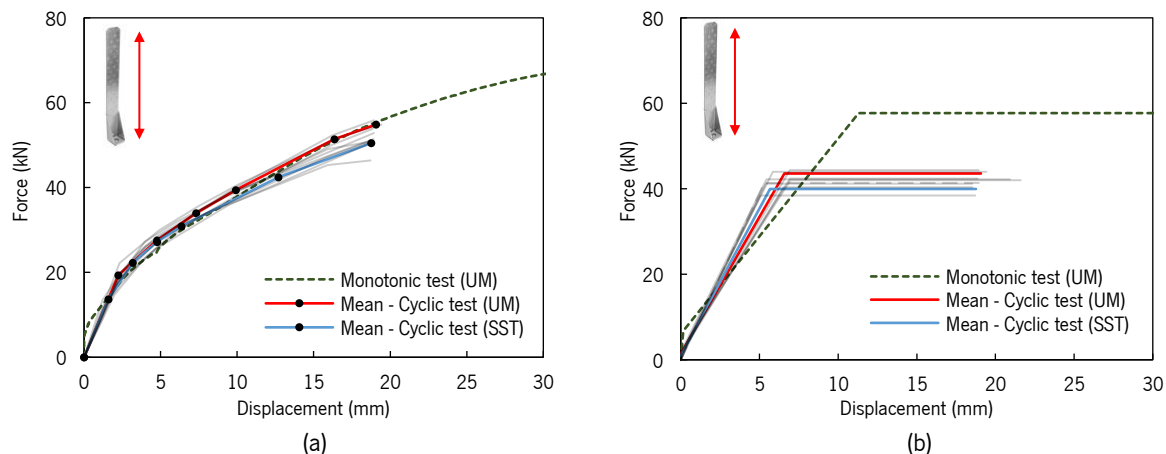 80
60
40
20
0
Force (kN)
0 5 10 15 20 25 30
Displacement (mm)
Monotonic test (UM)
Mean - Cyclic test (UM)
Mean - Cyclic test (SST)
(a)
80
60
40
20
0
Force (kN)
0 5 10 15 20 25 30
Displacement (mm)
Monotonic test (UM)
Mean - Cyclic test (UM)
Mean - Cyclic test (SST)
(b)